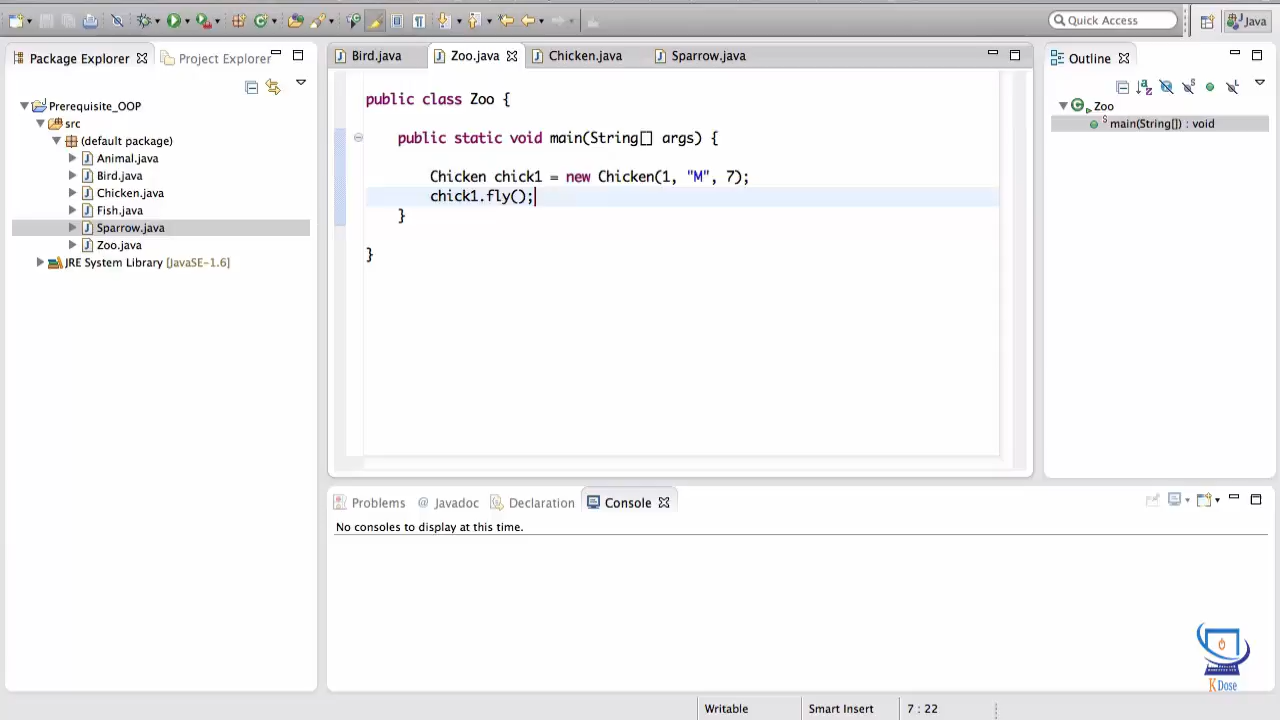 Quick Access
Java
Package Explorer
Project Explorer
Prerequisite_OOP
src
(default package)
Animal.java
Bird.java
Chicken.java
Fish.java
Sparrow.java
Zoo.java
JRE System Library [JavaSE-1.6]
Bird.java
Zoo.java
Chicken.java
Sparrow.java
public class Zoo {
public static void main(String[] args) {
Chicken chick1 = new Chicken(1, "M", 7);
chick1.fly();
}
}
Outline
Zoo
main(String[]) : void
Problems
@ Javadoc
Declaration
Console
No consoles to display at this time.
K Dose
Writable
Smart Insert
7 : 22